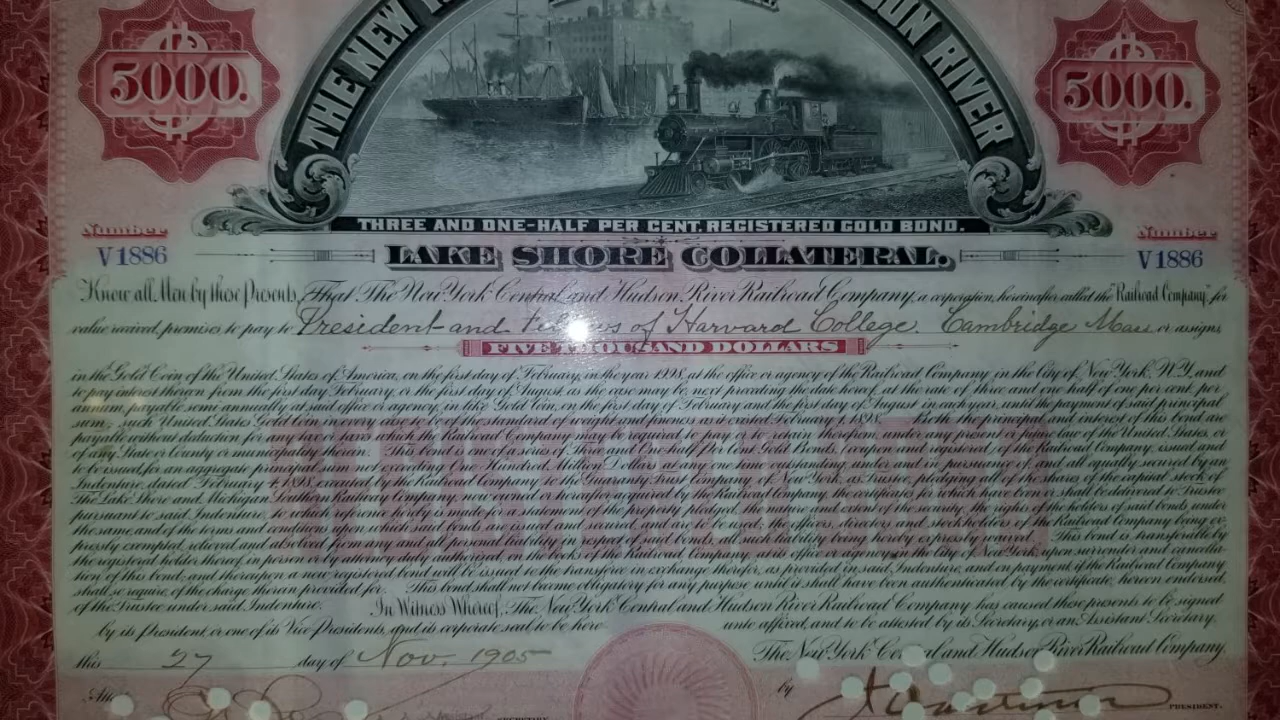 THE NEW Y
ON RIVER
5000.
5000.
THREE AND ONE-HALF PER CENT. REGISTERED GOLD BOND.
Number
Number
V1886
V1886
LAKE SHORE COLLATERAL.
Know all Men by these Presents, That The New York Central and Hudson River Railroad Company, a corporation, hereinafter called the "Railroad Company," for
value received, promises to pay to President and Fellows of Harvard College, Cambridge Mass or assigns
FIVE THOUSAND DOLLARS
in the Gold Coin of the United States of America, on the first day of February, in the year 1998, at the office or agency of the Railroad Company in the City of New York, N.Y., and
to pay interest thereon from the first day of February, or the first day of August, as the case may be, next preceding the date hereof, at the rate of three and one half of one per cent. per
annum, payable semi-annually at said office or agency, in like Gold Coin, on the first day of February and the first day of August in each year, until the payment of said principal
sum; such United States Gold Coin in every case to be of the standard of weight and fineness as it existed February 1, 1898. Both the principal and interest of this bond are
payable without deduction for any tax or taxes which the Railroad Company may be required to pay or to retain therefrom, under any present or future law of the United States, or
of any State or County or municipality therein. This bond is one of a series of Three and One-half Per Cent Gold Bonds, (coupon and registered), of the Railroad Company, issued and
to be issued for an aggregate principal sum not exceeding One Hundred Million Dollars at any one time outstanding, under and in pursuance of, and all equally secured by an
Indenture, dated February 1898, executed by the Railroad Company to the Guaranty Trust Company of New York, as Trustee, pledging all of the shares of the capital stock of
The Lake Shore and Michigan Southern Railway Company, now owned or hereafter acquired by the Railroad Company, the certificates for which have been or shall be delivered to Trustee
pursuant to said Indenture, to which reference hereby is made for a statement of the property pledged, the nature and extent of the security, the rights of the holders of said bonds under
the same, and of the terms and conditions upon which said bonds are issued and secured, and are to be used, the officers, directors and stockholders of the Railroad Company being ex-
pressly exempted, relieved and absolved from any and all personal liability in respect of said bonds, all such liability being hereby expressly waived. This bond is transferable by
the registered holder thereof, in person or by attorney duly authorized, on the books of the Railroad Company, at its office or agency in the City of New York, upon surrender and cancella-
tion of this bond; and thereupon a new registered bond will be issued to the transferee in exchange therefor, as provided in said Indenture, and on payment, if the Railroad Company
shall so require, of the charge therein provided for. This bond shall not become obligatory for any purpose until it shall have been authenticated by the certificate, hereon endorsed,
of the Trustee under said Indenture. In Witness Whereof, The New York Central and Hudson River Railroad Company has caused these presents to be signed
by its President, or one of its Vice-Presidents, and its corporate seal to be here unto affixed, and to be attested by its Secretary, or an Assistant Secretary,
this 27 day of Nov. 1905
The New York Central and Hudson River Railroad Company,
by
PRESIDENT.
SECRETARY